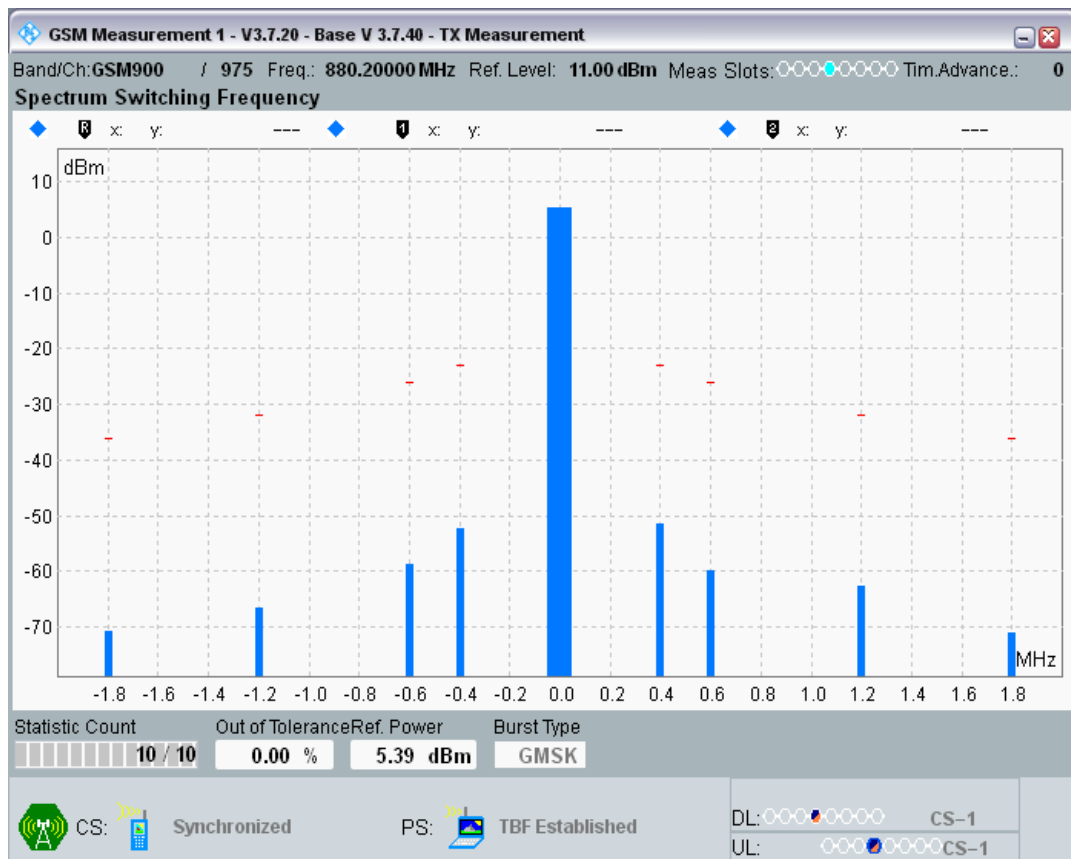 GSM Measurement 1 - V3.7.20 - Base V 3.7.40 - TX Measurement
Band/Ch:GSM900 / 975 Freq.: 880.20000 MHz Ref. Level: 11.00 dBm Meas Slots: Tim.Advance.: 0
Spectrum Switching Frequency
R x: y: --- 1 x: y: --- 2 x: y: ---
dBm
10
0
-10
-20
-30
-40
-50
-60
-70
MHz
-1.8 -1.6 -1.4 -1.2 -1.0 -0.8 -0.6 -0.4 -0.2 0.0 0.2 0.4 0.6 0.8 1.0 1.2 1.4 1.6 1.8
Statistic Count Out of Tolerance Ref. Power Burst Type
10 / 10 0.00 % 5.39 dBm GMSK
CS: Synchronized PS: TBF Established DL: CS-1
UL: CS-1